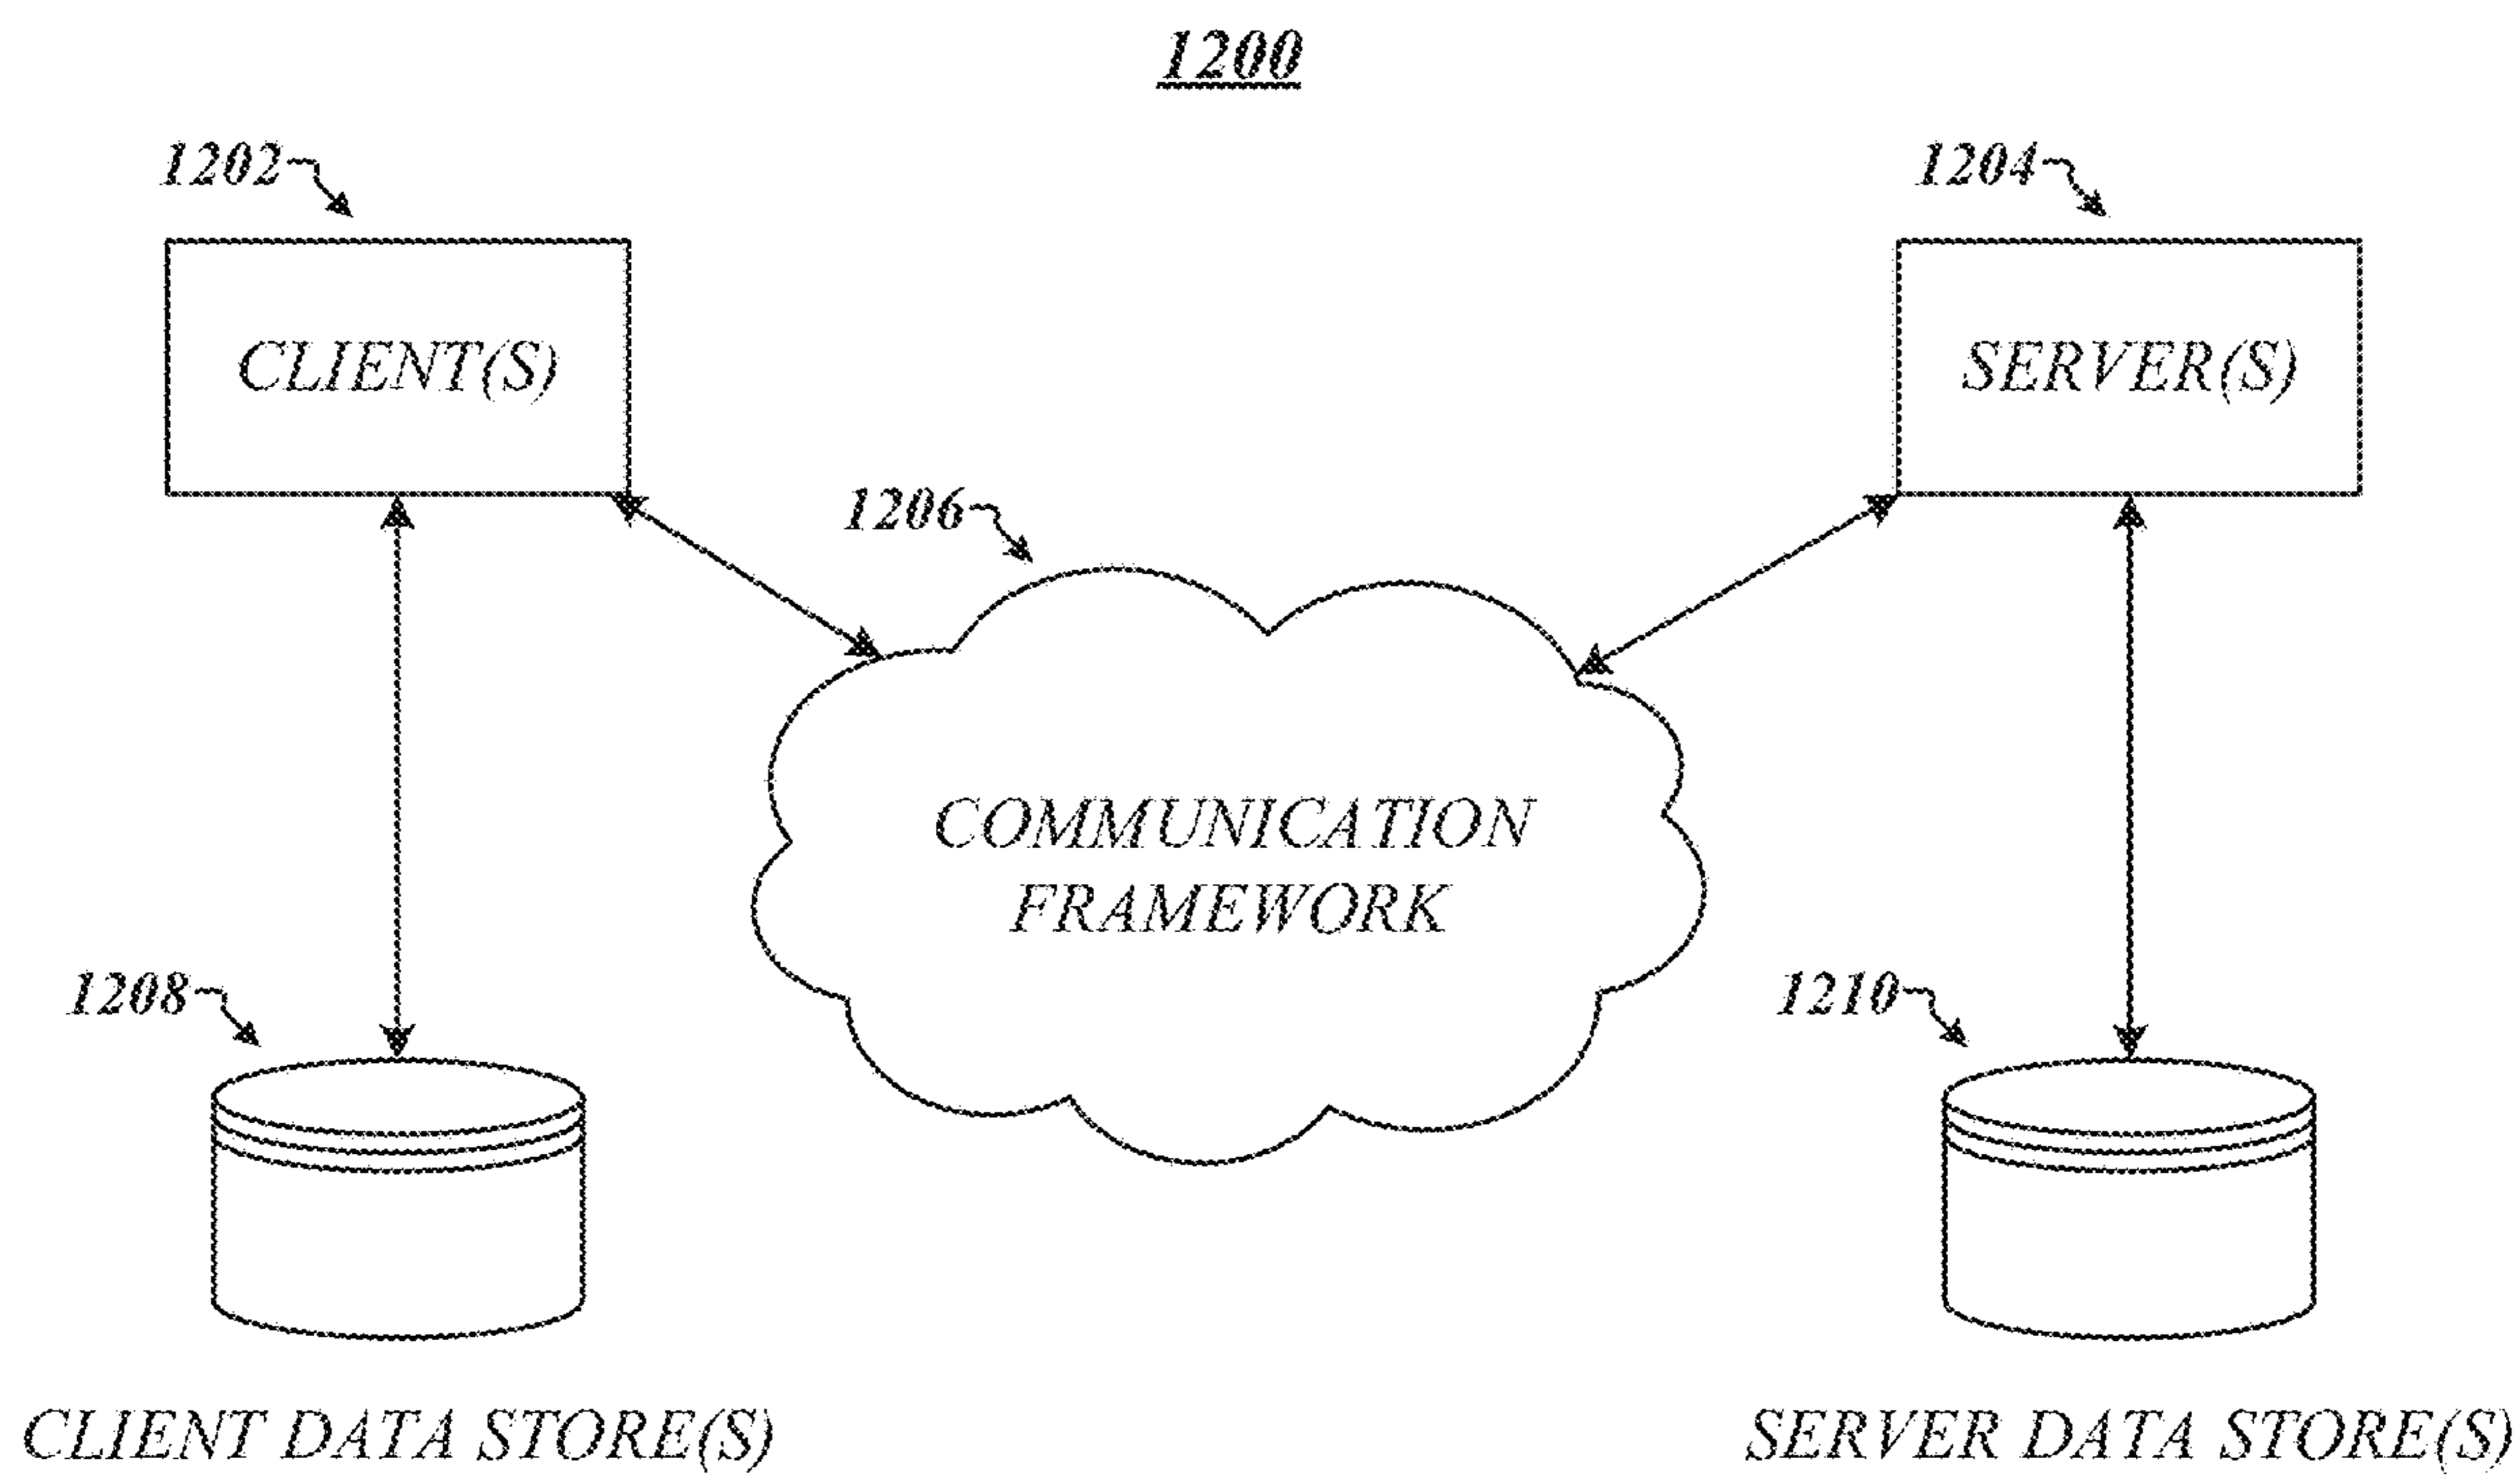 1200
1202
1204
CLIENT(S)
SERVER(S)
1206
COMMUNICATION
FRAMEWORK
1208
1210
CLIENT DATA STORE(S)
SERVER DATA STORE(S)